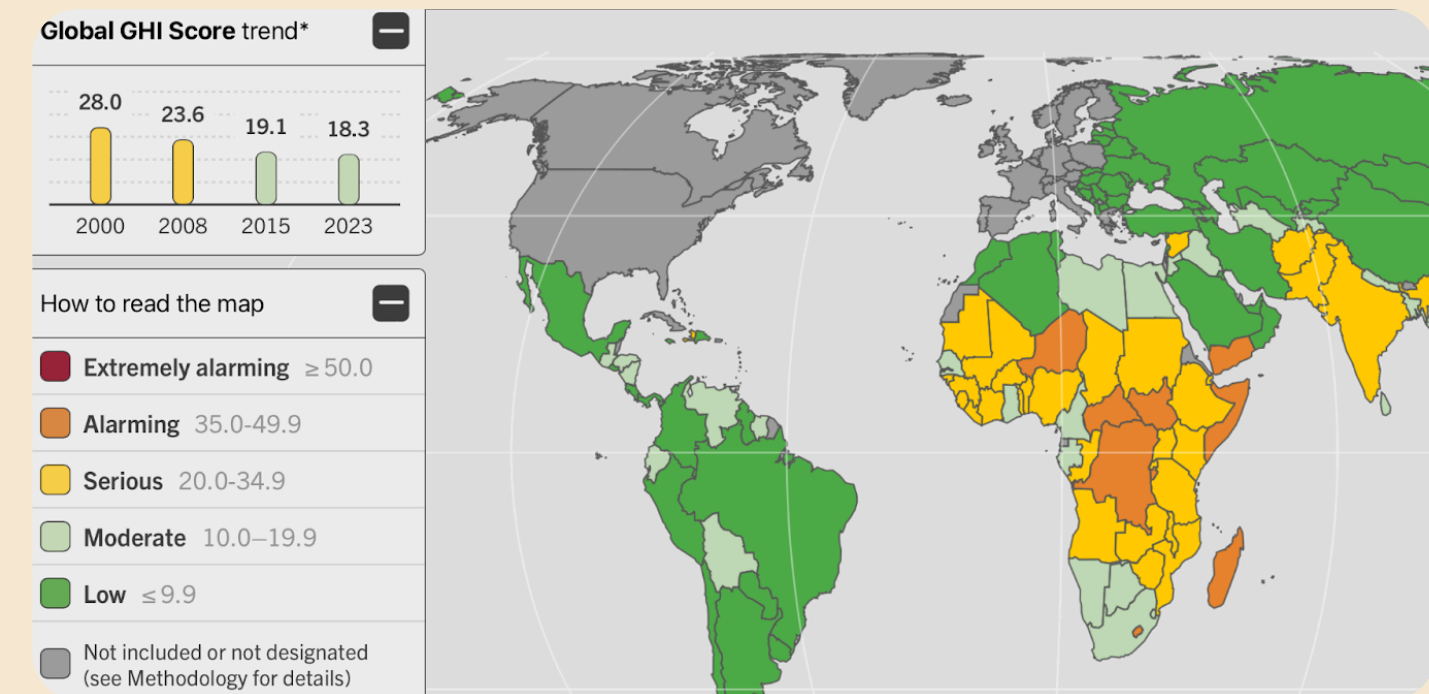 Global GHI Score trend*
28.0
23.6
19.1
18.3
2000 2008 2015 2023
How to read the map
Extremely alarming ≥ 50.0
Alarming 35.0-49.9
Serious 20.0-34.9
Moderate 10.0–19.9
Low ≤ 9.9
Not included or not designated
(see Methodology for details)